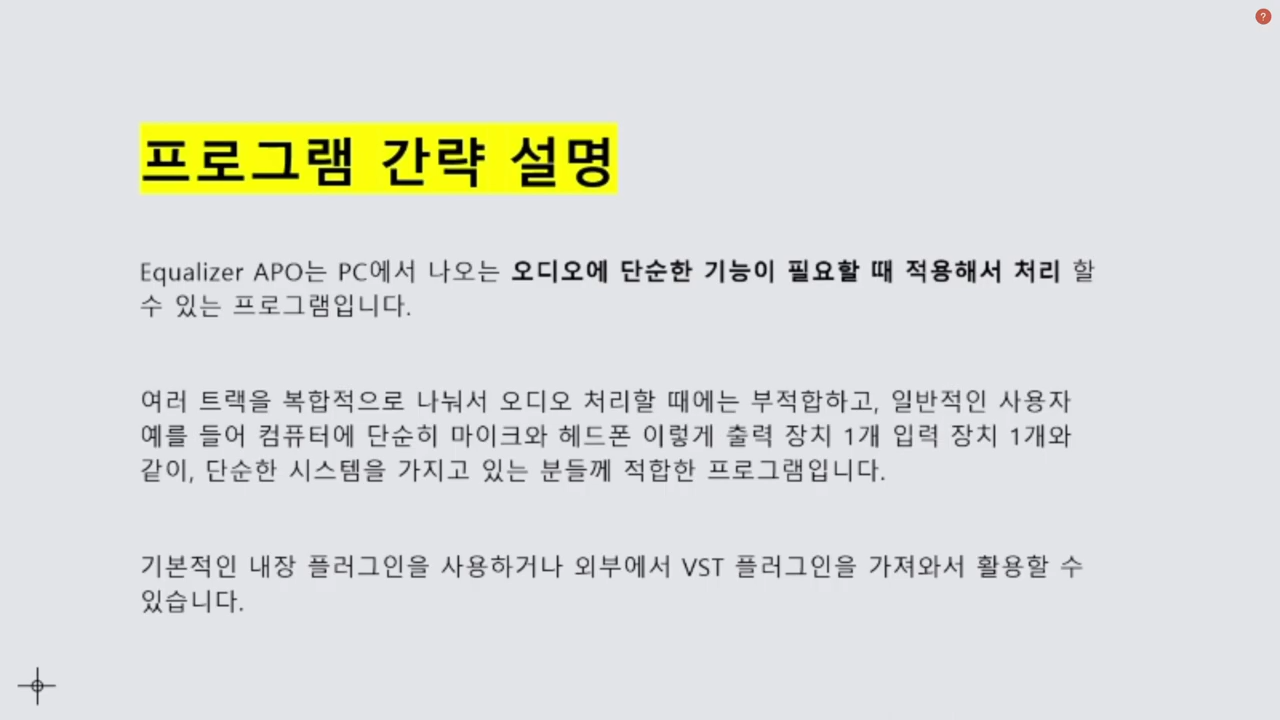 ?
프로그램 간략 설명
Equalizer APO는 PC에서 나오는 오디오에 단순한 기능이 필요할 때 적용해서 처리 할
수 있는 프로그램입니다.
여러 트랙을 복합적으로 나눠서 오디오 처리할 때에는 부적합하고, 일반적인 사용자
예를 들어 컴퓨터에 단순히 마이크와 헤드폰 이렇게 출력 장치 1개 입력 장치 1개와
같이, 단순한 시스템을 가지고 있는 분들께 적합한 프로그램입니다.
기본적인 내장 플러그인을 사용하거나 외부에서 VST 플러그인을 가져와서 활용할 수
있습니다.